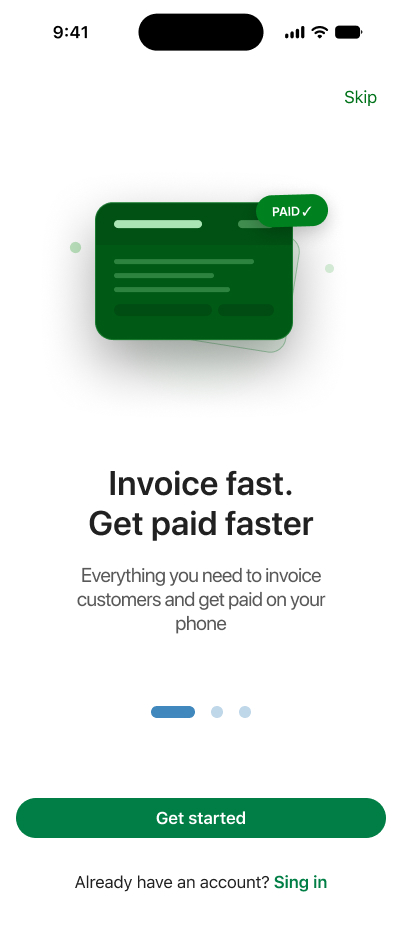 9:41
Skip
PAID✓
Invoice fast.
Get paid faster
Everything you need to invoice
customers and get paid on your
phone
Get started
Already have an account? Sing in